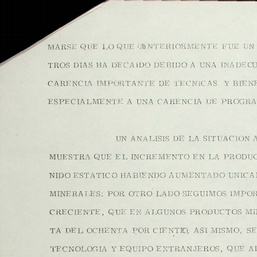 MARSE QUE LO QUE ANTERIORMENTE FUE UN
TROS DIAS HA DECAIDO DEBIDO A UNA INADECU
CARENCIA IMPORTANTE DE TECNICAS Y BIEN
ESPECIALMENTE A UNA CARENCIA DE PROGRA
UN ANALISIS DE LA SITUACION A
MUESTRA QUE EL INCREMENTO EN LA PRODUC
NIDO ESTATICO HABIENDO AUMENTADO UNICA
MINERALES; POR OTRO LADO SEGUIMOS IMPOR
CRECIENTE, QUE EN ALGUNOS PRODUCTOS MI
TA DEL OCHENTA POR CIENTO, ASI MISMO, SE
TECNOLOGIA Y EQUIPO EXTRANJEROS, QUE A